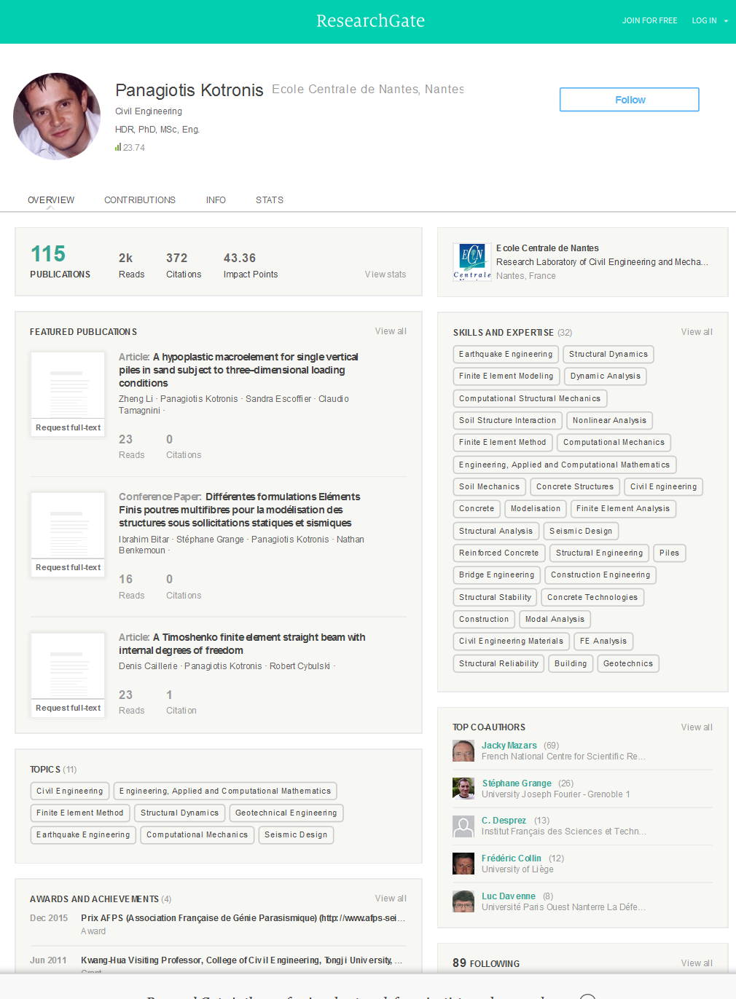 ResearchGate
JOIN FOR FREE LOG IN
Panagiotis Kotronis Ecole Centrale de Nantes, Nantes
Follow
Civil Engineering
HDR, PhD, MSc, Eng.
23.74
OVERVIEW CONTRIBUTIONS INFO STATS
115 PUBLICATIONS
2k Reads
372 Citations
43.36 Impact Points
View stats
FEATURED PUBLICATIONS View all
Article: A hypoplastic macroelement for single vertical
piles in sand subject to three-dimensional loading
conditions
Zheng Li · Panagiotis Kotronis · Sandra Escoffier · Claudio
Tamagnini ·
Request full-text
23 0
Reads Citations
Conference Paper: Différentes formulations Eléments
Finis poutres multifibres pour la modélisation des
structures sous sollicitations statiques et sismiques
Ibrahim Bitar · Stéphane Grange · Panagiotis Kotronis · Nathan
Benkemoun ·
Request full-text
16 0
Reads Citations
Article: A Timoshenko finite element straight beam with
internal degrees of freedom
Denis Caillerie · Panagiotis Kotronis · Robert Cybulski ·
23 1
Request full-text
Reads Citation
TOPICS (11)
Civil Engineering Engineering, Applied and Computational Mathematics
Finite Element Method Structural Dynamics Geotechnical Engineering
Earthquake Engineering Computational Mechanics Seismic Design
AWARDS AND ACHIEVEMENTS (4) View all
Dec 2015 Prix AFPS (Association Française de Génie Parasismique) (http://www.afps-sei...
Award
Jun 2011 Kwang-Hua Visiting Professor, College of Civil Engineering, Tongji University, ...
Ecole Centrale de Nantes
Research Laboratory of Civil Engineering and Mecha...
Nantes, France
ECN
Centrale
SKILLS AND EXPERTISE (32) View all
Earthquake Engineering Structural Dynamics
Finite Element Modeling Dynamic Analysis
Computational Structural Mechanics
Soil Structure Interaction Nonlinear Analysis
Finite Element Method Computational Mechanics
Engineering, Applied and Computational Mathematics
Soil Mechanics Concrete Structures Civil Engineering
Concrete Modelisation Finite Element Analysis
Structural Analysis Seismic Design
Reinforced Concrete Structural Engineering Piles
Bridge Engineering Construction Engineering
Structural Stability Concrete Technologies
Construction Modal Analysis
Civil Engineering Materials FE Analysis
Structural Reliability Building Geotechnics
TOP CO-AUTHORS View all
Jacky Mazars (69)
French National Centre for Scientific Re...
Stéphane Grange (26)
University Joseph Fourier - Grenoble 1
C. Desprez (13)
Institut Français des Sciences et Techn...
Frédéric Collin (12)
University of Liège
Luc Davenne (8)
Université Paris Ouest Nanterre La Défe...
89 FOLLOWING View all